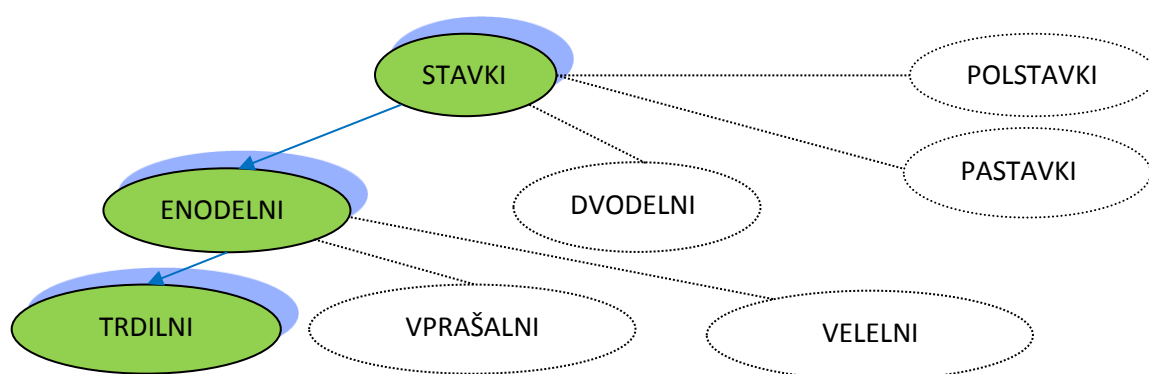 STAVKI
POLSTAVKI
PASTAVKI
ENODELNI
DVODELNI
TRDILNI
VPRAŠALNI
VELELNI